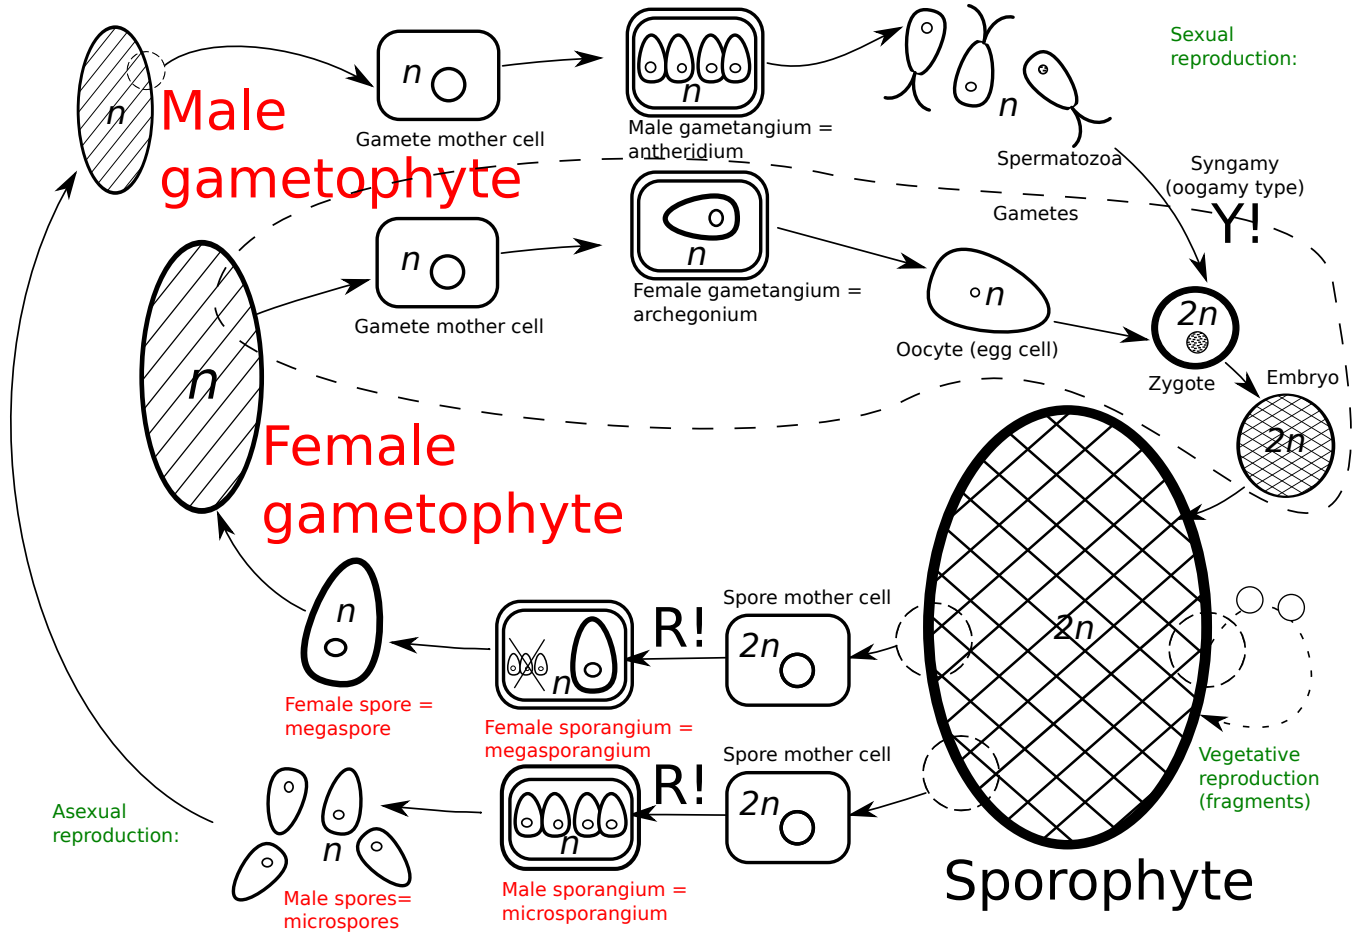 n
Male
gametophyte
n
Gamete mother cell
n
Male gametangium =
antheridium
n
Spermatozoa
Gametes
Sexual
reproduction:
Syngamy
(oogamy type)
Y!
n
Female
gametophyte
n
Gamete mother cell
n
Female gametangium =
archegonium
n
Oocyte (egg cell)
2n
Zygote
Embryo
2n
2n
Sporophyte
Vegetative
reproduction
(fragments)
Spore mother cell
2n
R!
n
Female sporangium =
megasporangium
n
Female spore =
megaspore
Spore mother cell
2n
R!
n
Male sporangium =
microsporangium
n
Male spores=
microspores
Asexual
reproduction: